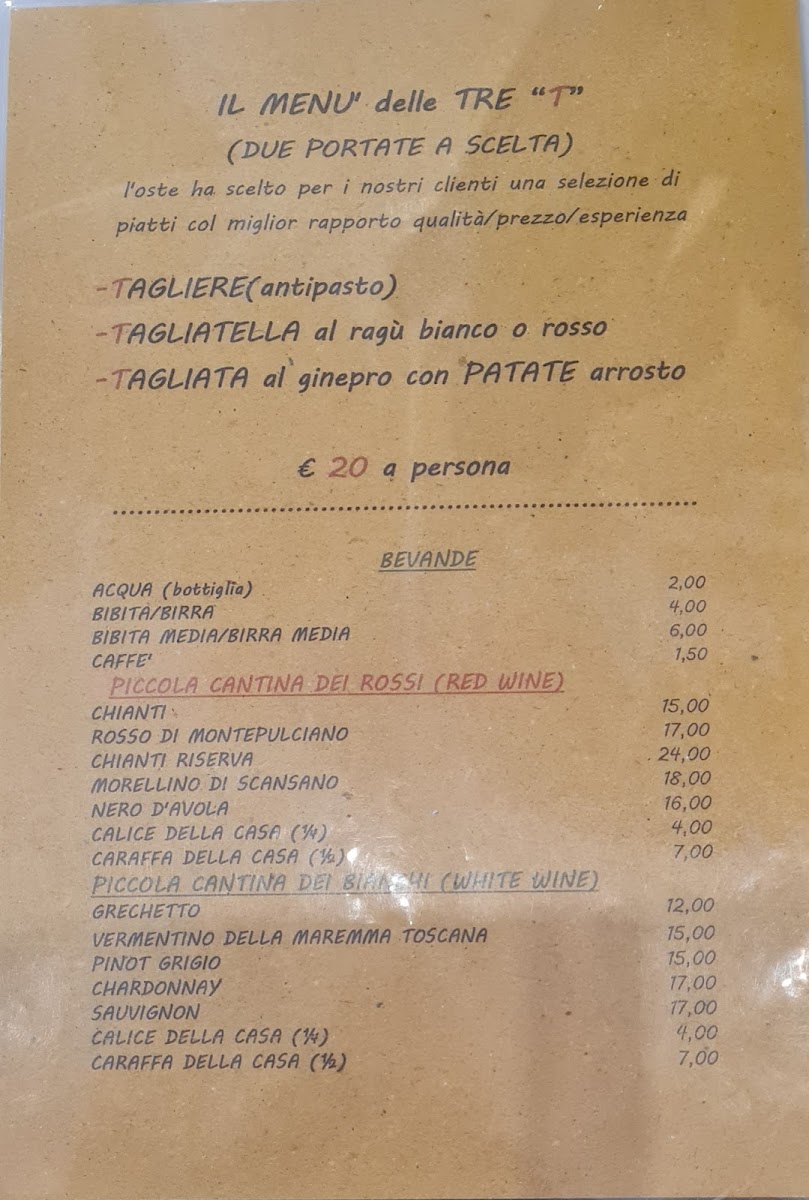 IL MENU' delle TRE “T”
(DUE PORTATE A SCELTA)
l'oste ha scelto per i nostri clienti una selezione di
piatti col miglior rapporto qualità/prezzo/esperienza
-TAGLIERE(antipasto)
-TAGLIATELLA al ragù bianco o rosso
-TAGLIATA al ginepro con PATATE arrosto
€ 20 a persona
BEVANDE
ACQUA (bottiglia) 2,00
BIBITA/BIRRA 4,00
BIBITA MEDIA/BIRRA MEDIA 6,00
CAFFE' 1,50
PICCOLA CANTINA DEI ROSSI (RED WINE)
CHIANTI 15,00
ROSSO DI MONTEPULCIANO 17,00
CHIANTI RISERVA 24,00
MORELLINO DI SCANSANO 18,00
NERO D'AVOLA 16,00
CALICE DELLA CASA (¼) 4,00
CARAFFA DELLA CASA (½) 7,00
PICCOLA CANTINA DEI BIANCHI (WHITE WINE)
GRECHETTO 12,00
VERMENTINO DELLA MAREMMA TOSCANA 15,00
PINOT GRIGIO 15,00
CHARDONNAY 17,00
SAUVIGNON 17,00
CALICE DELLA CASA (¼) 4,00
CARAFFA DELLA CASA (½) 7,00